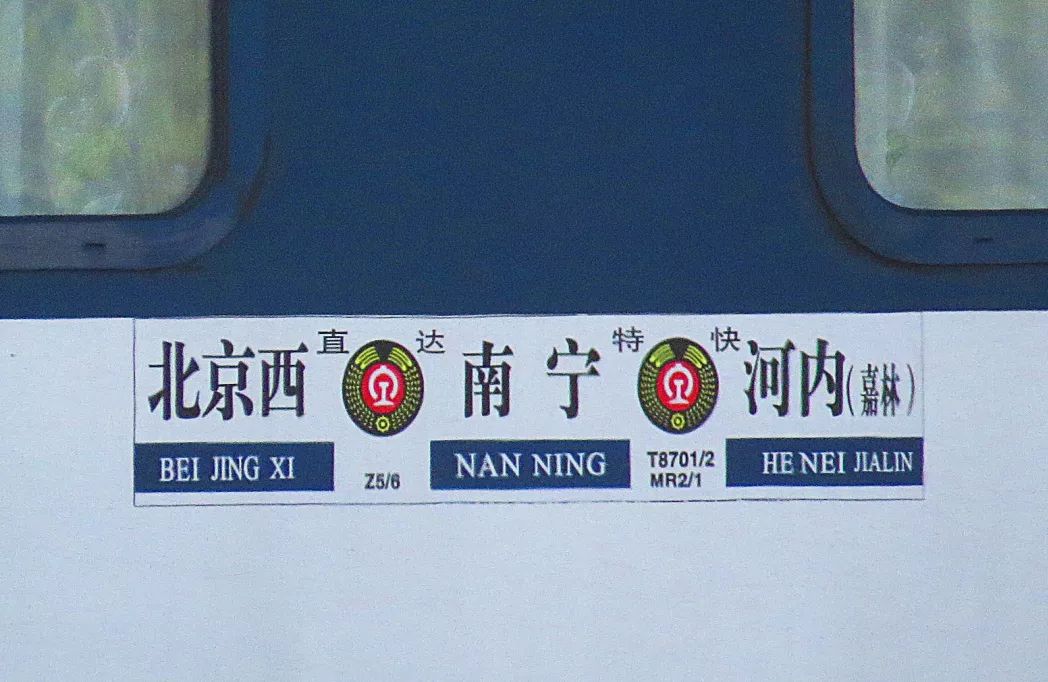 北京西 直达 南宁 特快 河内(嘉林)
BEI JING XI Z5/6 NAN NING T8701/2 HE NEI JIALIN
MR2/1